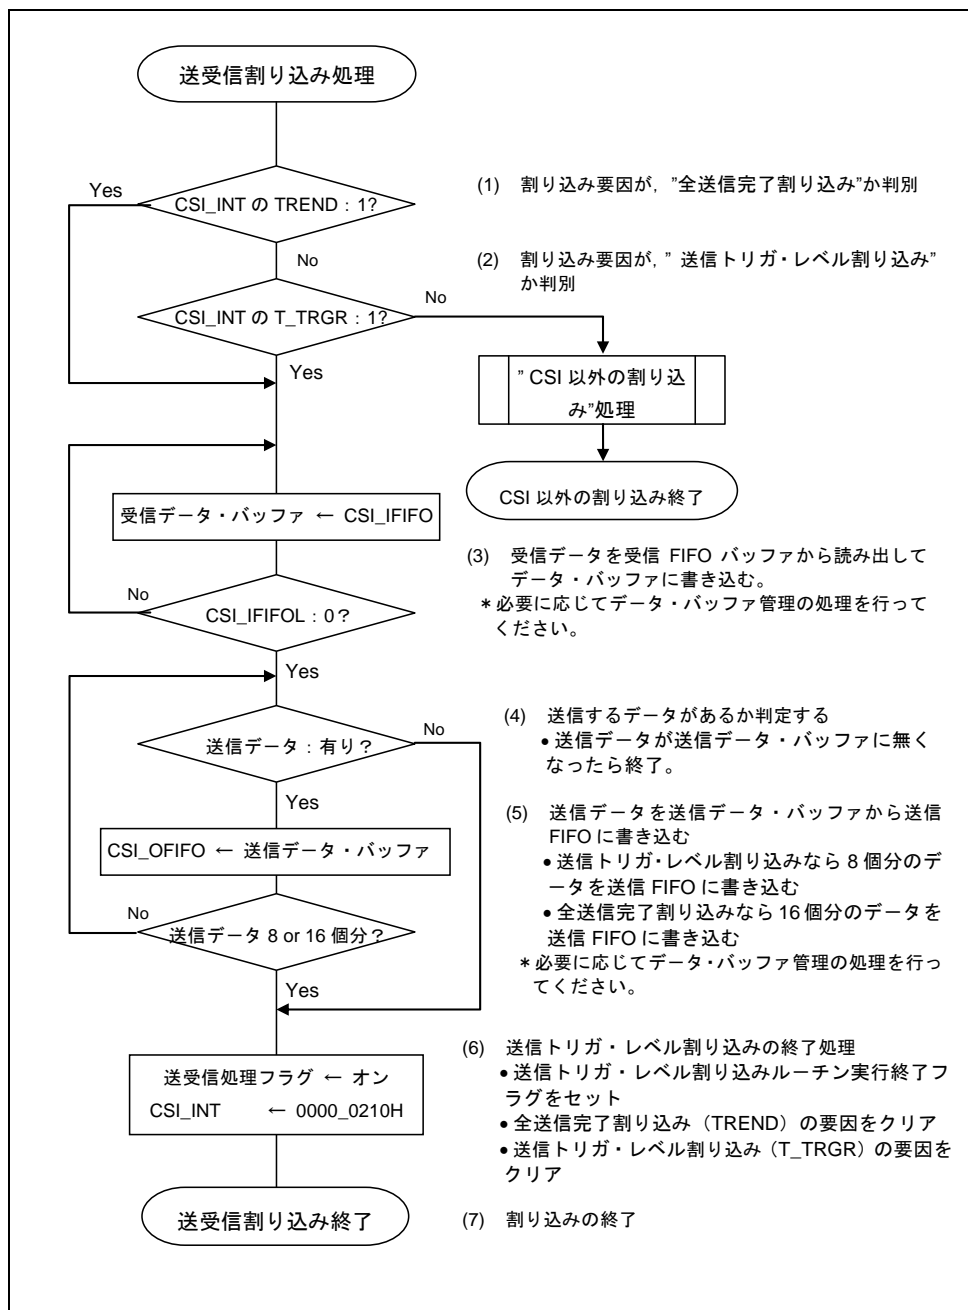 送受信割り込み処理
Yes
CSI_INT の TREND : 1?
(1) 割り込み要因が, ”全送信完了割り込み”か判別
No
(2) 割り込み要因が, ” 送信トリガ・レベル割り込み”
か判別
No
CSI_INT の T_TRGR : 1?
Yes
” CSI 以外の割り込
み”処理
CSI 以外の割り込み終了
受信データ・バッファ ← CSI_IFIFO
(3) 受信データを受信 FIFO バッファから読み出して
データ・バッファに書き込む。
＊必要に応じてデータ・バッファ管理の処理を行って
ください。
No
CSI_IFIFOL : 0？
Yes
(4) 送信するデータがあるか判定する
• 送信データが送信データ・バッファに無く
なったら終了。
No
送信データ : 有り？
Yes
(5) 送信データを送信データ・バッファから送信
FIFO に書き込む
• 送信トリガ・レベル割り込みなら 8 個分のデ
ータを送信 FIFO に書き込む
• 全送信完了割り込みなら 16 個分のデータを
送信 FIFO に書き込む
＊必要に応じてデータ・バッファ管理の処理を行っ
てください。
CSI_OFIFO ← 送信データ・バッファ
No
送信データ 8 or 16 個分？
Yes
(6) 送信トリガ・レベル割り込みの終了処理
• 送信トリガ・レベル割り込みルーチン実行終了フ
ラグをセット
• 全送信完了割り込み（TREND）の要因をクリア
• 送信トリガ・レベル割り込み（T_TRGR）の要因を
クリア
送受信処理フラグ ← オン
CSI_INT ← 0000_0210H
送受信割り込み終了
(7) 割り込みの終了